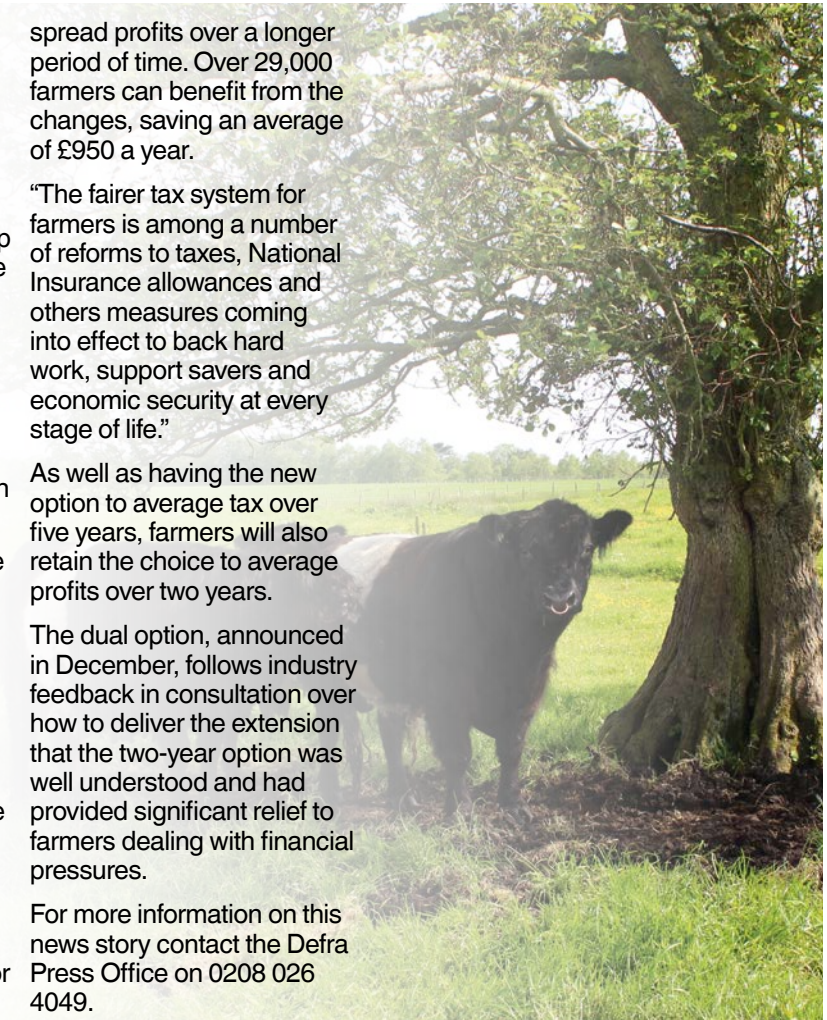 spread profits over a longer
period of time. Over 29,000
farmers can benefit from the
changes, saving an average
of £950 a year.
“The fairer tax system for
farmers is among a number
of reforms to taxes, National
Insurance allowances and
others measures coming
into effect to back hard
work, support savers and
economic security at every
stage of life.”
As well as having the new
option to average tax over
five years, farmers will also
retain the choice to average
profits over two years.
The dual option, announced
in December, follows industry
feedback in consultation over
how to deliver the extension
that the two-year option was
well understood and had
provided significant relief to
farmers dealing with financial
pressures.
For more information on this
news story contact the Defra
Press Office on 0208 026
4049.